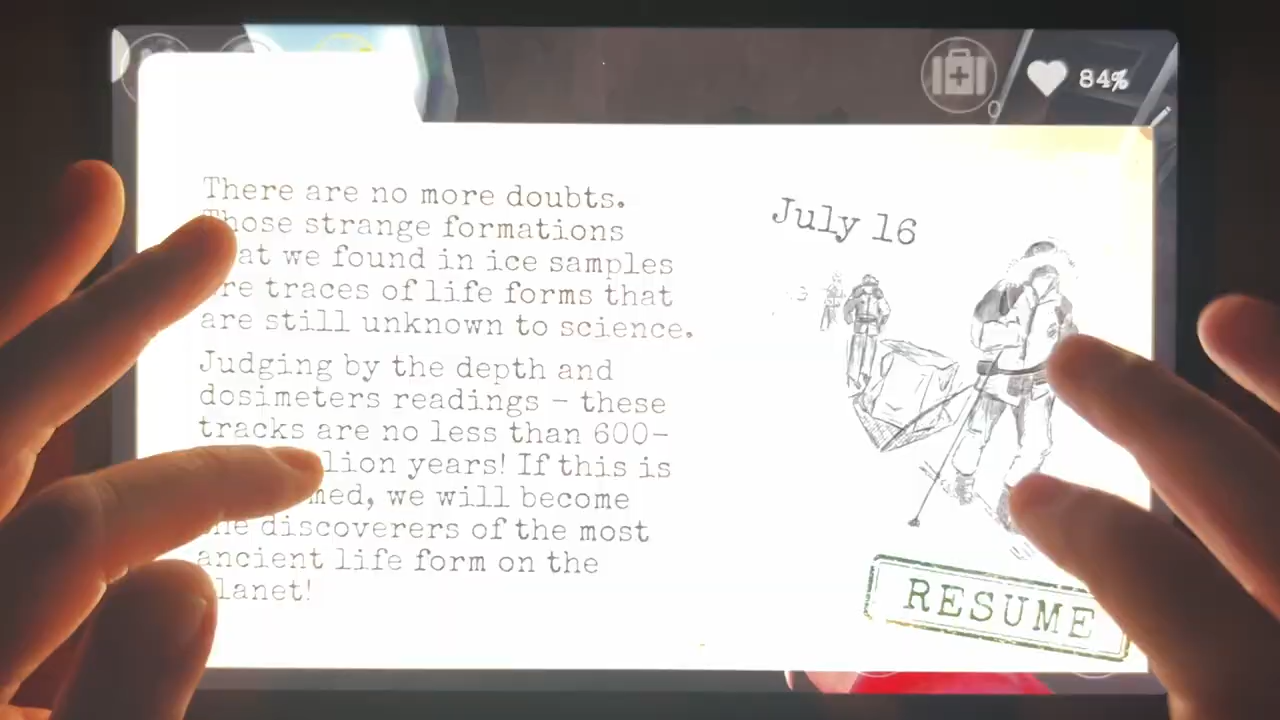 84%
0
There are no more doubts.
hose strange formations
at we found in ice samples
re traces of life forms that
are still unknown to science.
Judging by the depth and
dosimeters readings – these
tracks are no less than 600-
lion years! If this is
med, we will become
he discoverers of the most
ancient life form on the
lanet!
July 16
RESUME